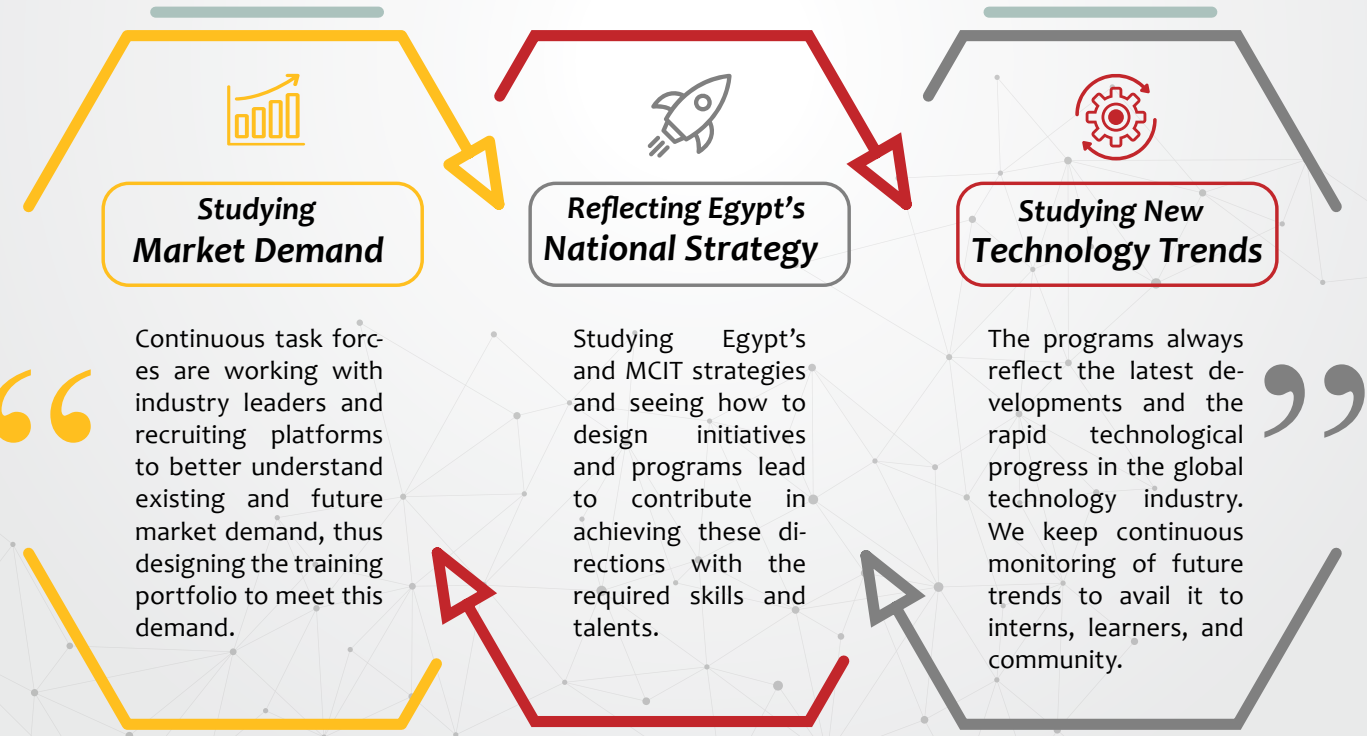 Studying
Market Demand
Continuous task forc-
es are working with
industry leaders and
recruiting platforms
to better understand
existing and future
market demand, thus
designing the training
portfolio to meet this
demand.
Reflecting Egypt’s
National Strategy
Studying Egypt’s
and MCIT strategies
and seeing how to
design initiatives
and programs lead
to contribute in
achieving these di-
rections with the
required skills and
talents.
Studying New
Technology Trends
The programs always
reflect the latest de-
velopments and the
rapid technological
progress in the global
technology industry.
We keep continuous
monitoring of future
trends to avail it to
interns, learners, and
community.